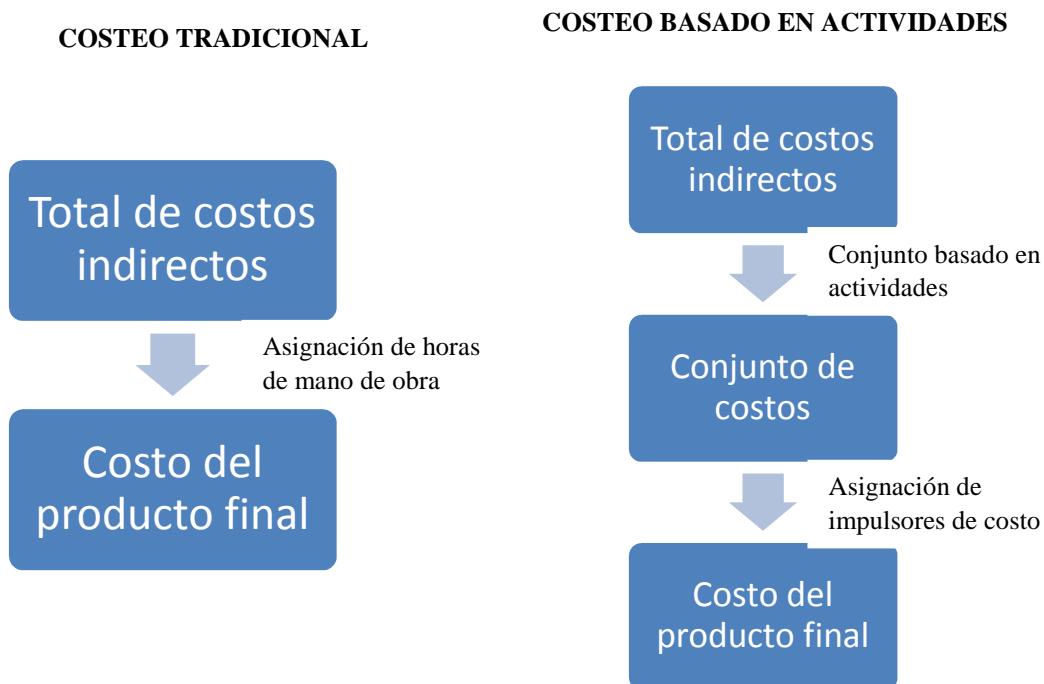 COSTEO TRADICIONAL
Total de costos
indirectos
Asignación de horas
de mano de obra
Costo del
producto final
COSTEO BASADO EN ACTIVIDADES
Total de costos
indirectos
Conjunto basado en
actividades
Conjunto de
costos
Asignación de
impulsores de costo
Costo del
producto final